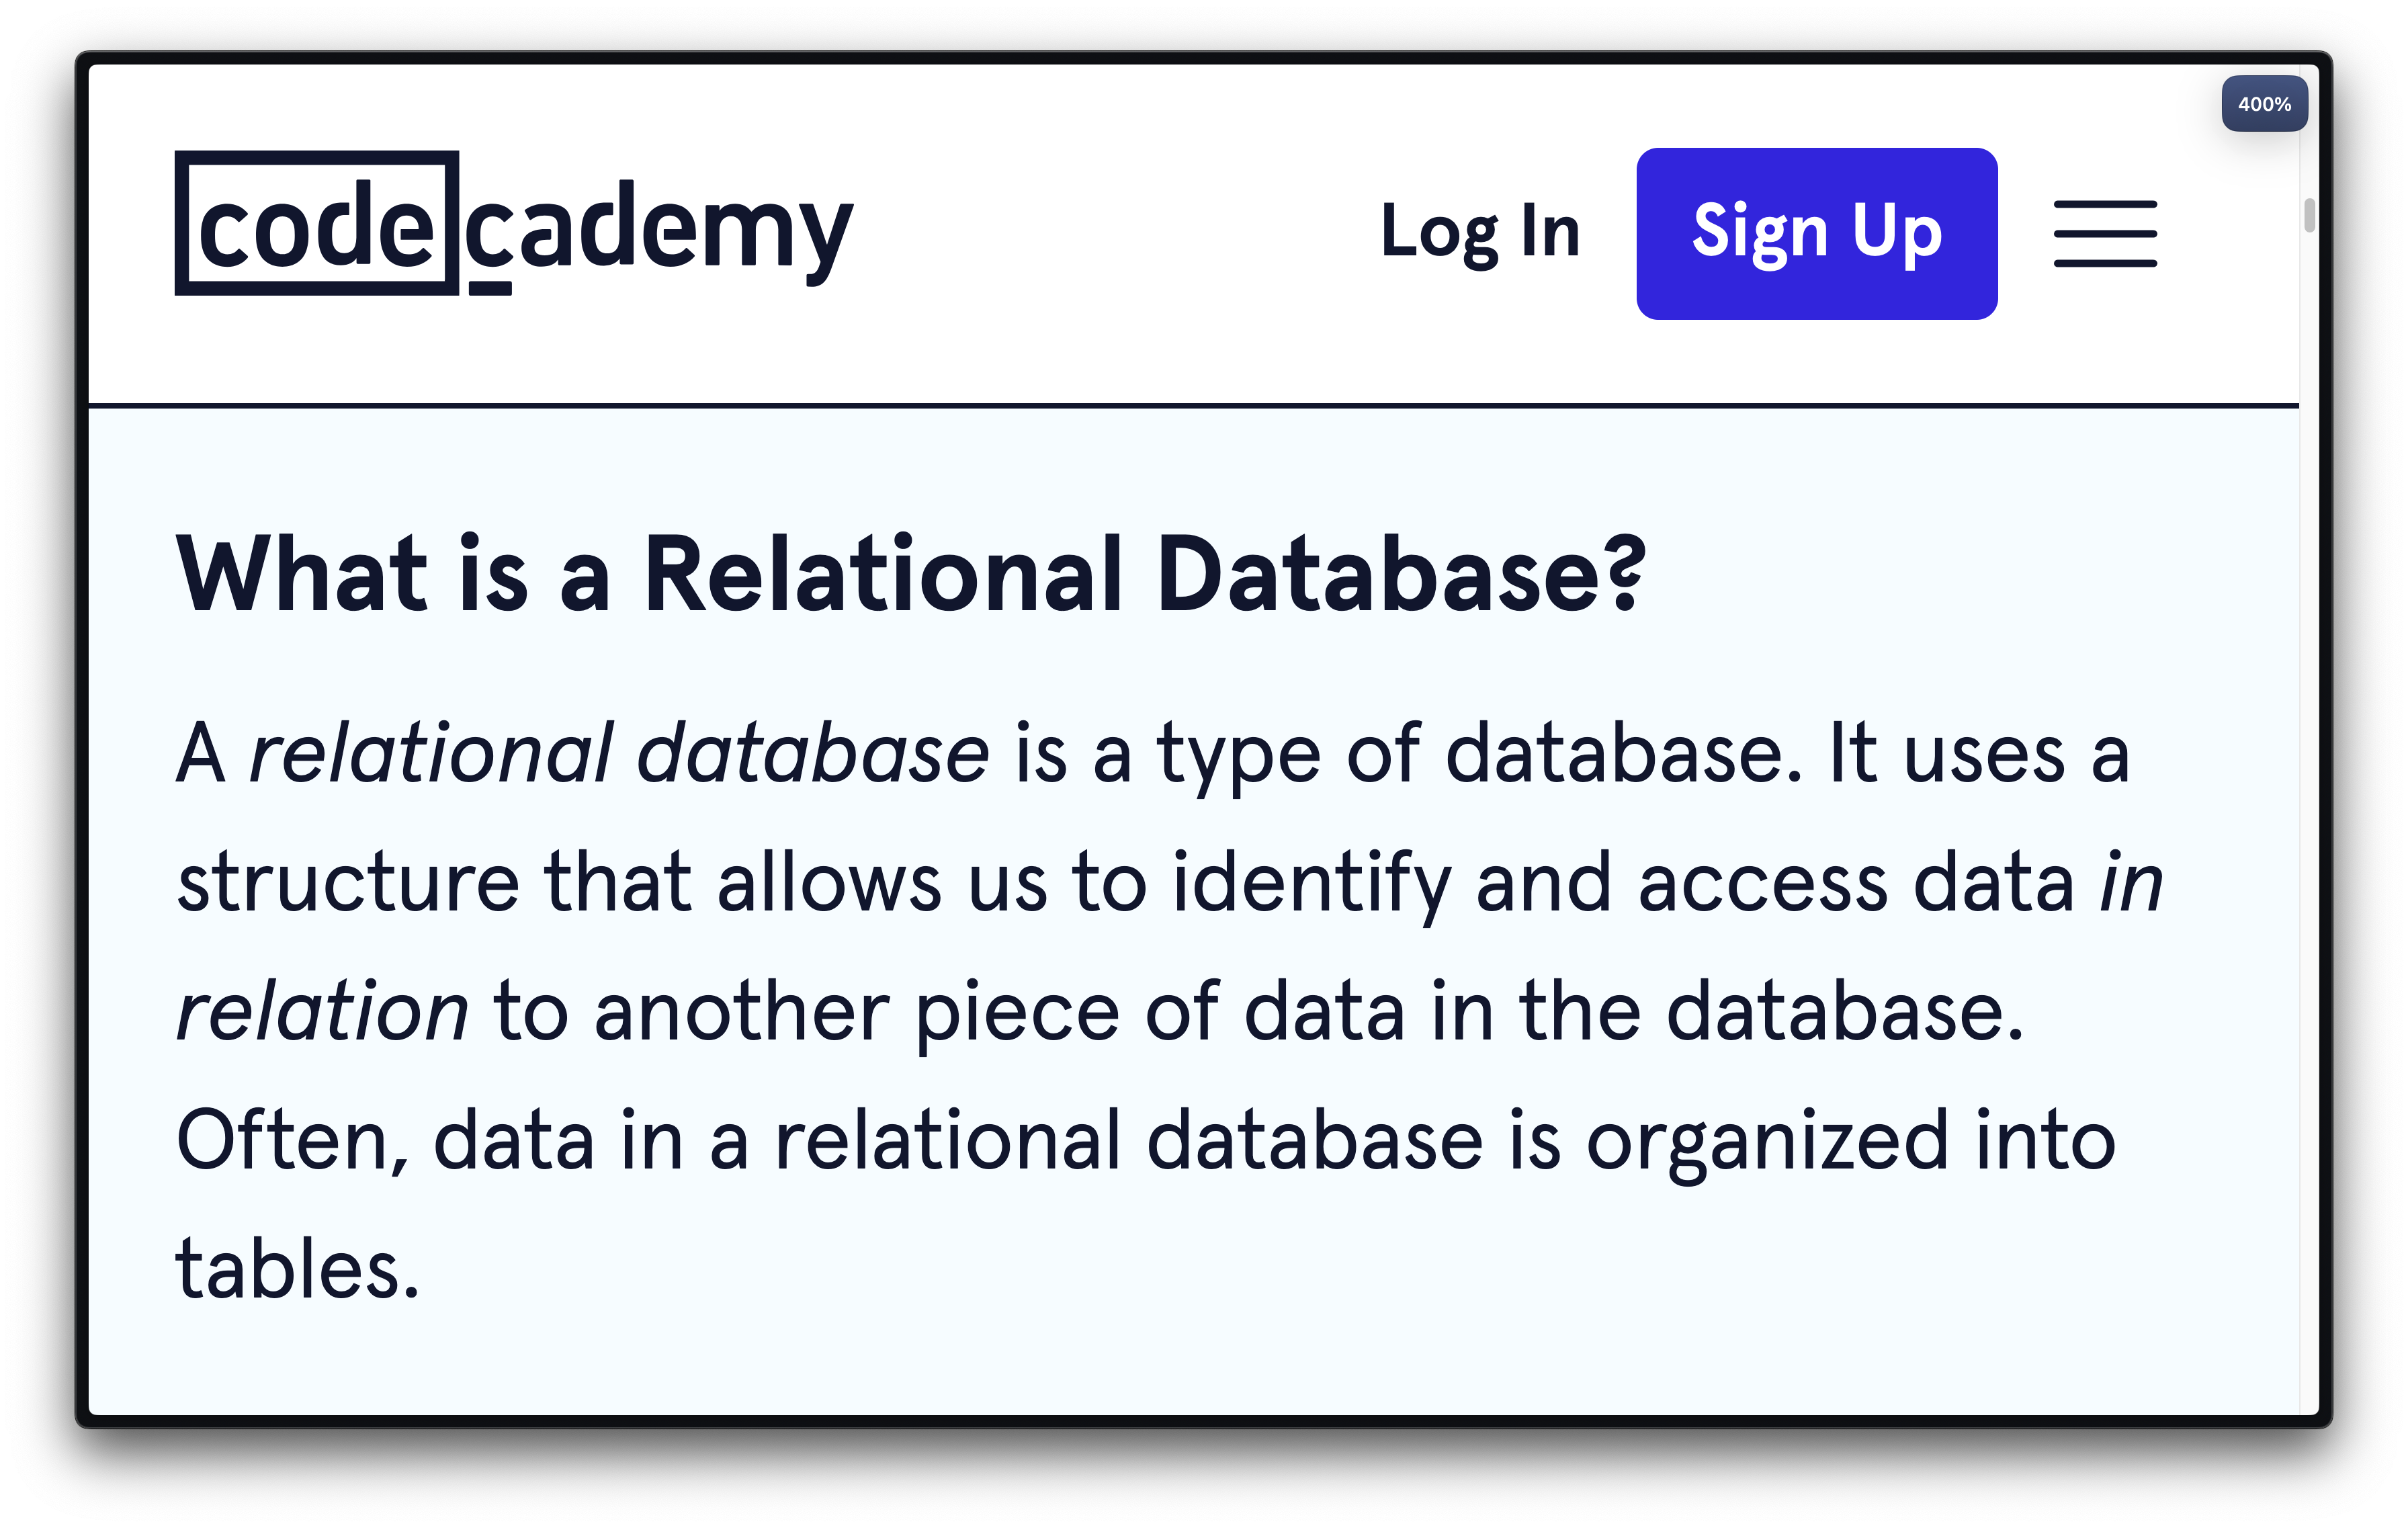 codecademy
Log In
Sign Up
400%
What is a Relational Database?
A relational database is a type of database. It uses a
structure that allows us to identify and access data in
relation to another piece of data in the database.
Often, data in a relational database is organized into
tables.